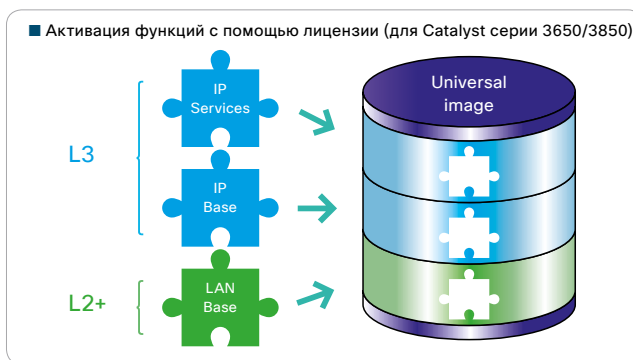 Активация функций с помощью лицензии (для Catalyst серии 3650/3850)
Universal
image
IP
Services
L3
IP
Base
L2+
LAN
Base